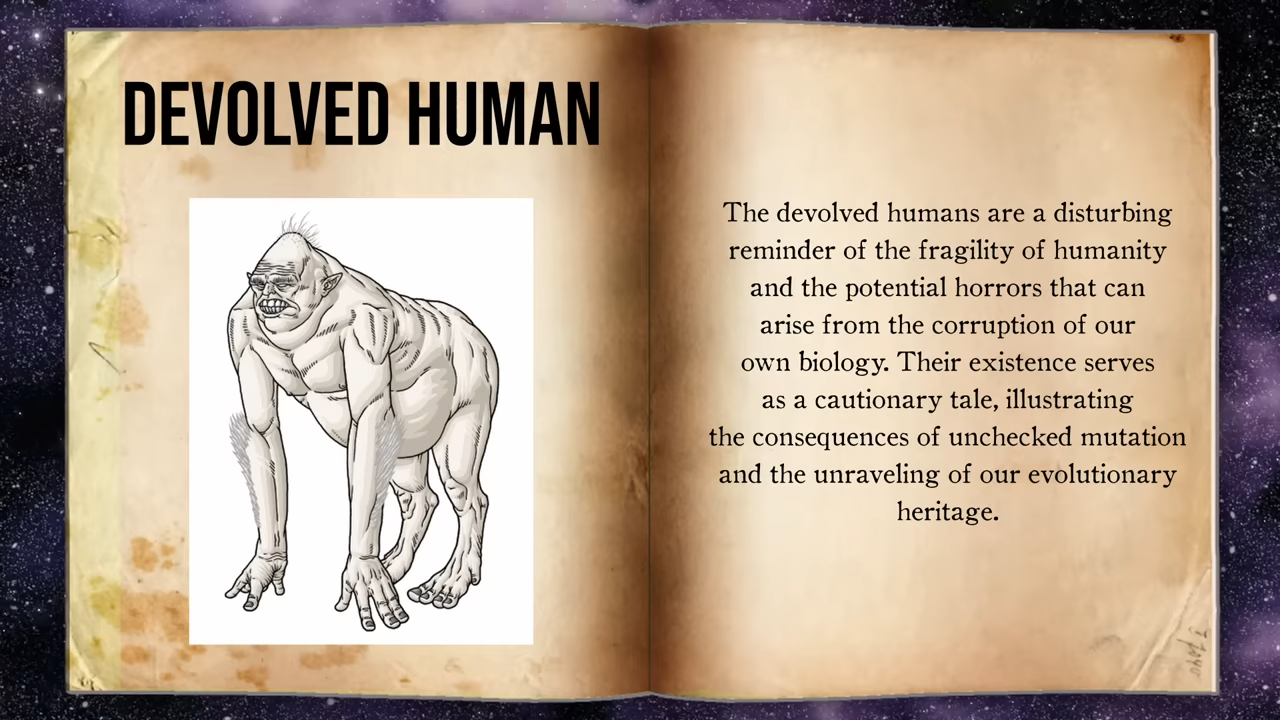 DEVOLVED HUMAN
The devolved humans are a disturbing
reminder of the fragility of humanity
and the potential horrors that can
arise from the corruption of our
own biology. Their existence serves
as a cautionary tale, illustrating
the consequences of unchecked mutation
and the unraveling of our evolutionary
heritage.